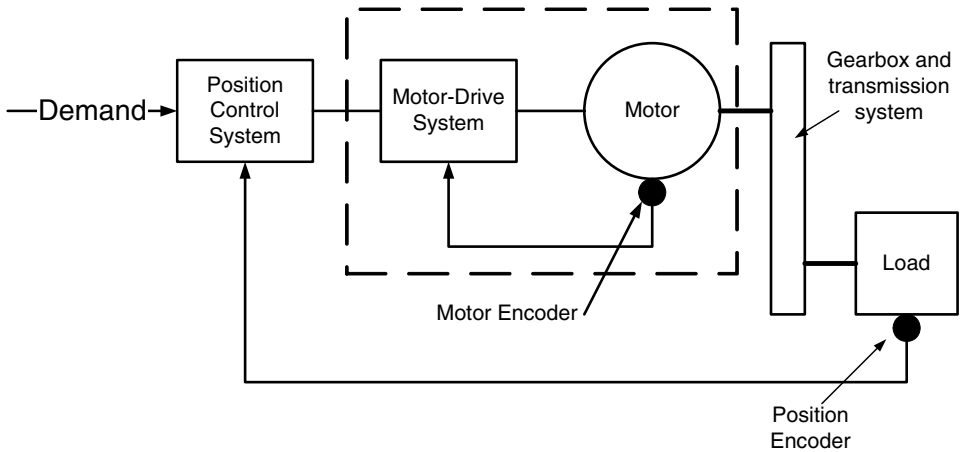 Demand
Position
Control
System
Motor-Drive
System
Motor
Gearbox and
transmission
system
Load
Motor Encoder
Position
Encoder